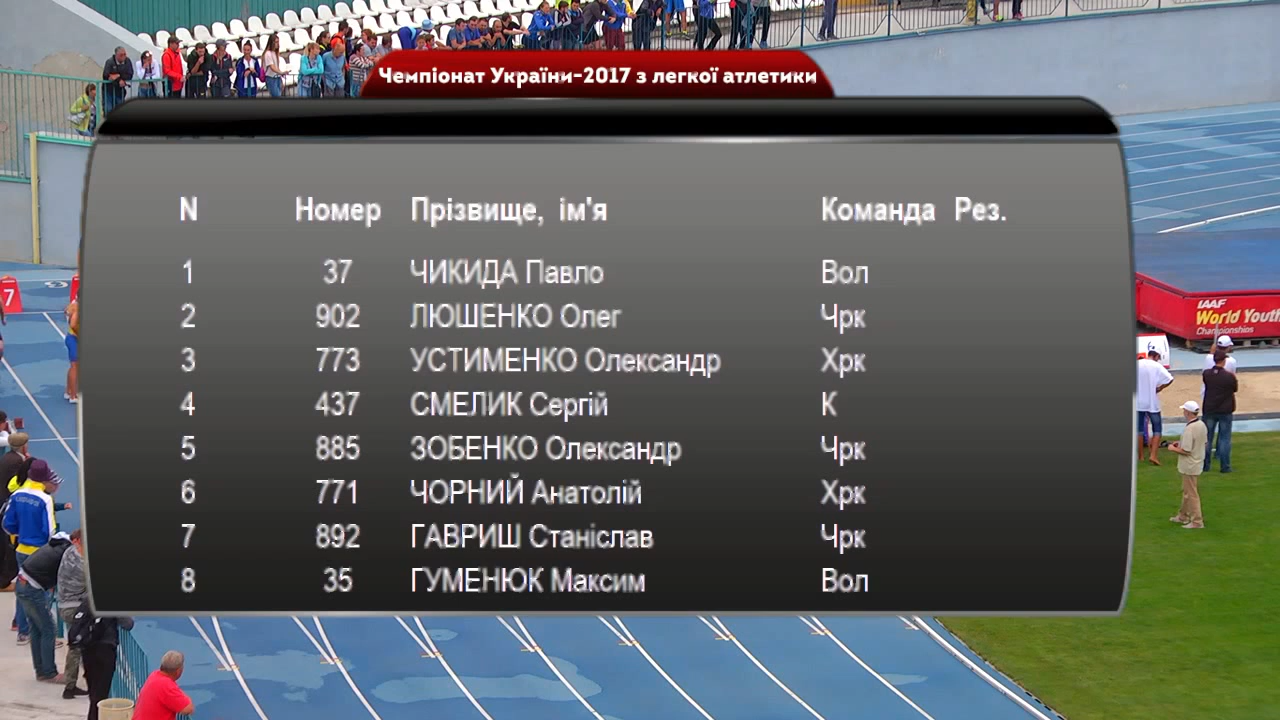 Чемпіонат України-2017 з легкої атлетики
N Номер Прізвище, ім'я Команда Рез.
1 37 ЧИКИДА Павло Вол
2 902 ЛЮШЕНКО Олег Чрк
3 773 УСТИМЕНКО Олександр Хрк
4 437 СМЕЛИК Сергій К
5 885 ЗОБЕНКО Олександр Чрк
6 771 ЧОРНИЙ Анатолій Хрк
7 892 ГАВРИШ Станіслав Чрк
8 35 ГУМЕНЮК Максим Вол
7
IAAF
World Youth
Championships